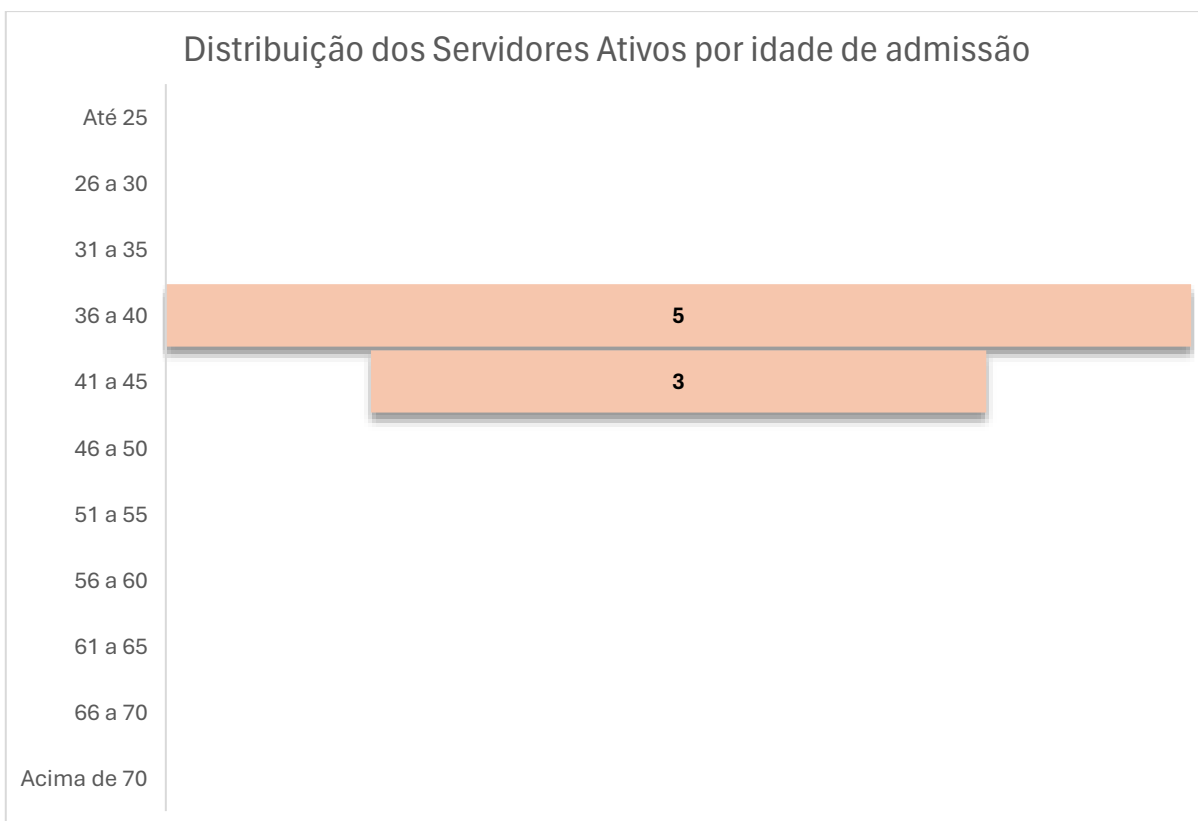 Distribuição dos Servidores Ativos por idade de admissão
Até 25
26 a 30
31 a 35
36 a 40 5
41 a 45 3
46 a 50
51 a 55
56 a 60
61 a 65
66 a 70
Acima de 70